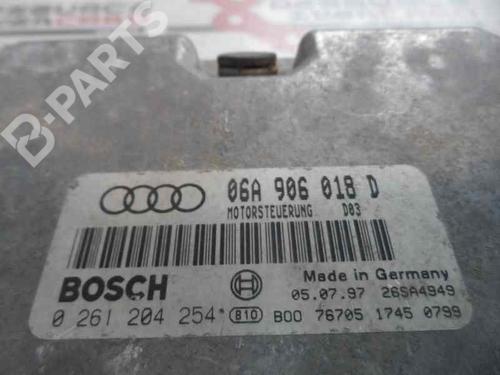 B-PARTS
06A 906 018 D
MOTORSTEUERUNG D03
BOSCH
Made in Germany
05.07.97 26SA4949
0 261 204 254 810 B00 76705 1745 0799